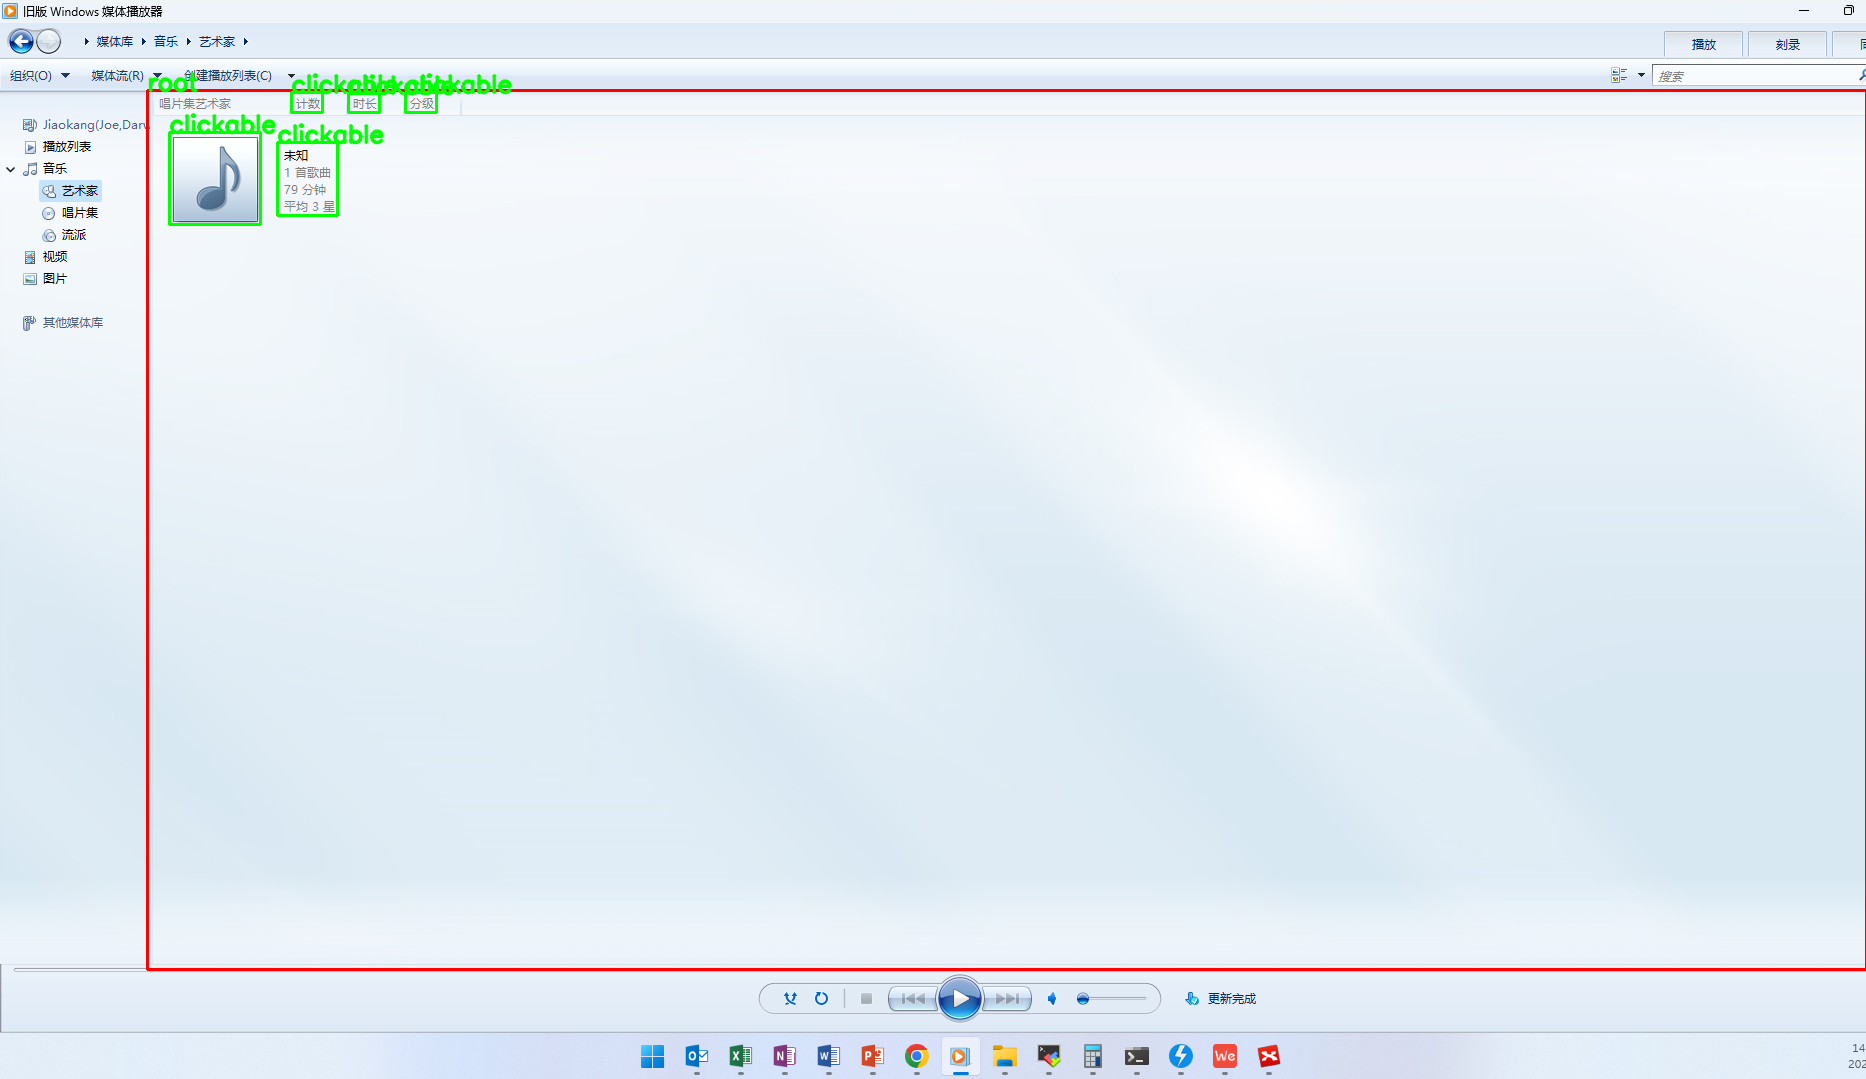 旧版 Windows 媒体播放器
媒体库 音乐 艺术家
播放 刻录
组织(O) 媒体流(R) 创建播放列表(C)
搜索
root clickable clickable clickable
唱片集艺术家 计数 时长 分级
Jiaokang(Joe,Darw
播放列表
音乐
艺术家
唱片集
流派
视频
图片
其他媒体库
clickable
clickable
未知
1 首歌曲
79 分钟
平均 3 星
更新完成
We
14
202